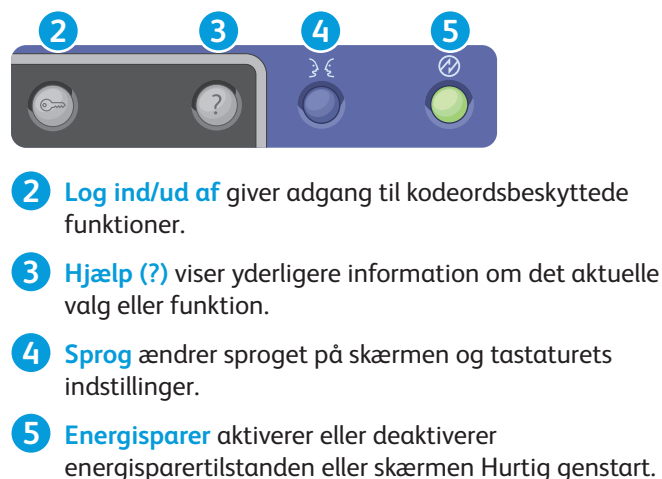 2 3 4 5
?
2 Log ind/ud af giver adgang til kodeordsbeskyttede
funktioner.
3 Hjælp (?) viser yderligere information om det aktuelle
valg eller funktion.
4 Sprog ændrer sproget på skærmen og tastaturets
indstillinger.
5 Energisparer aktiverer eller deaktiverer
energisparertilstanden eller skærmen Hurtig genstart.